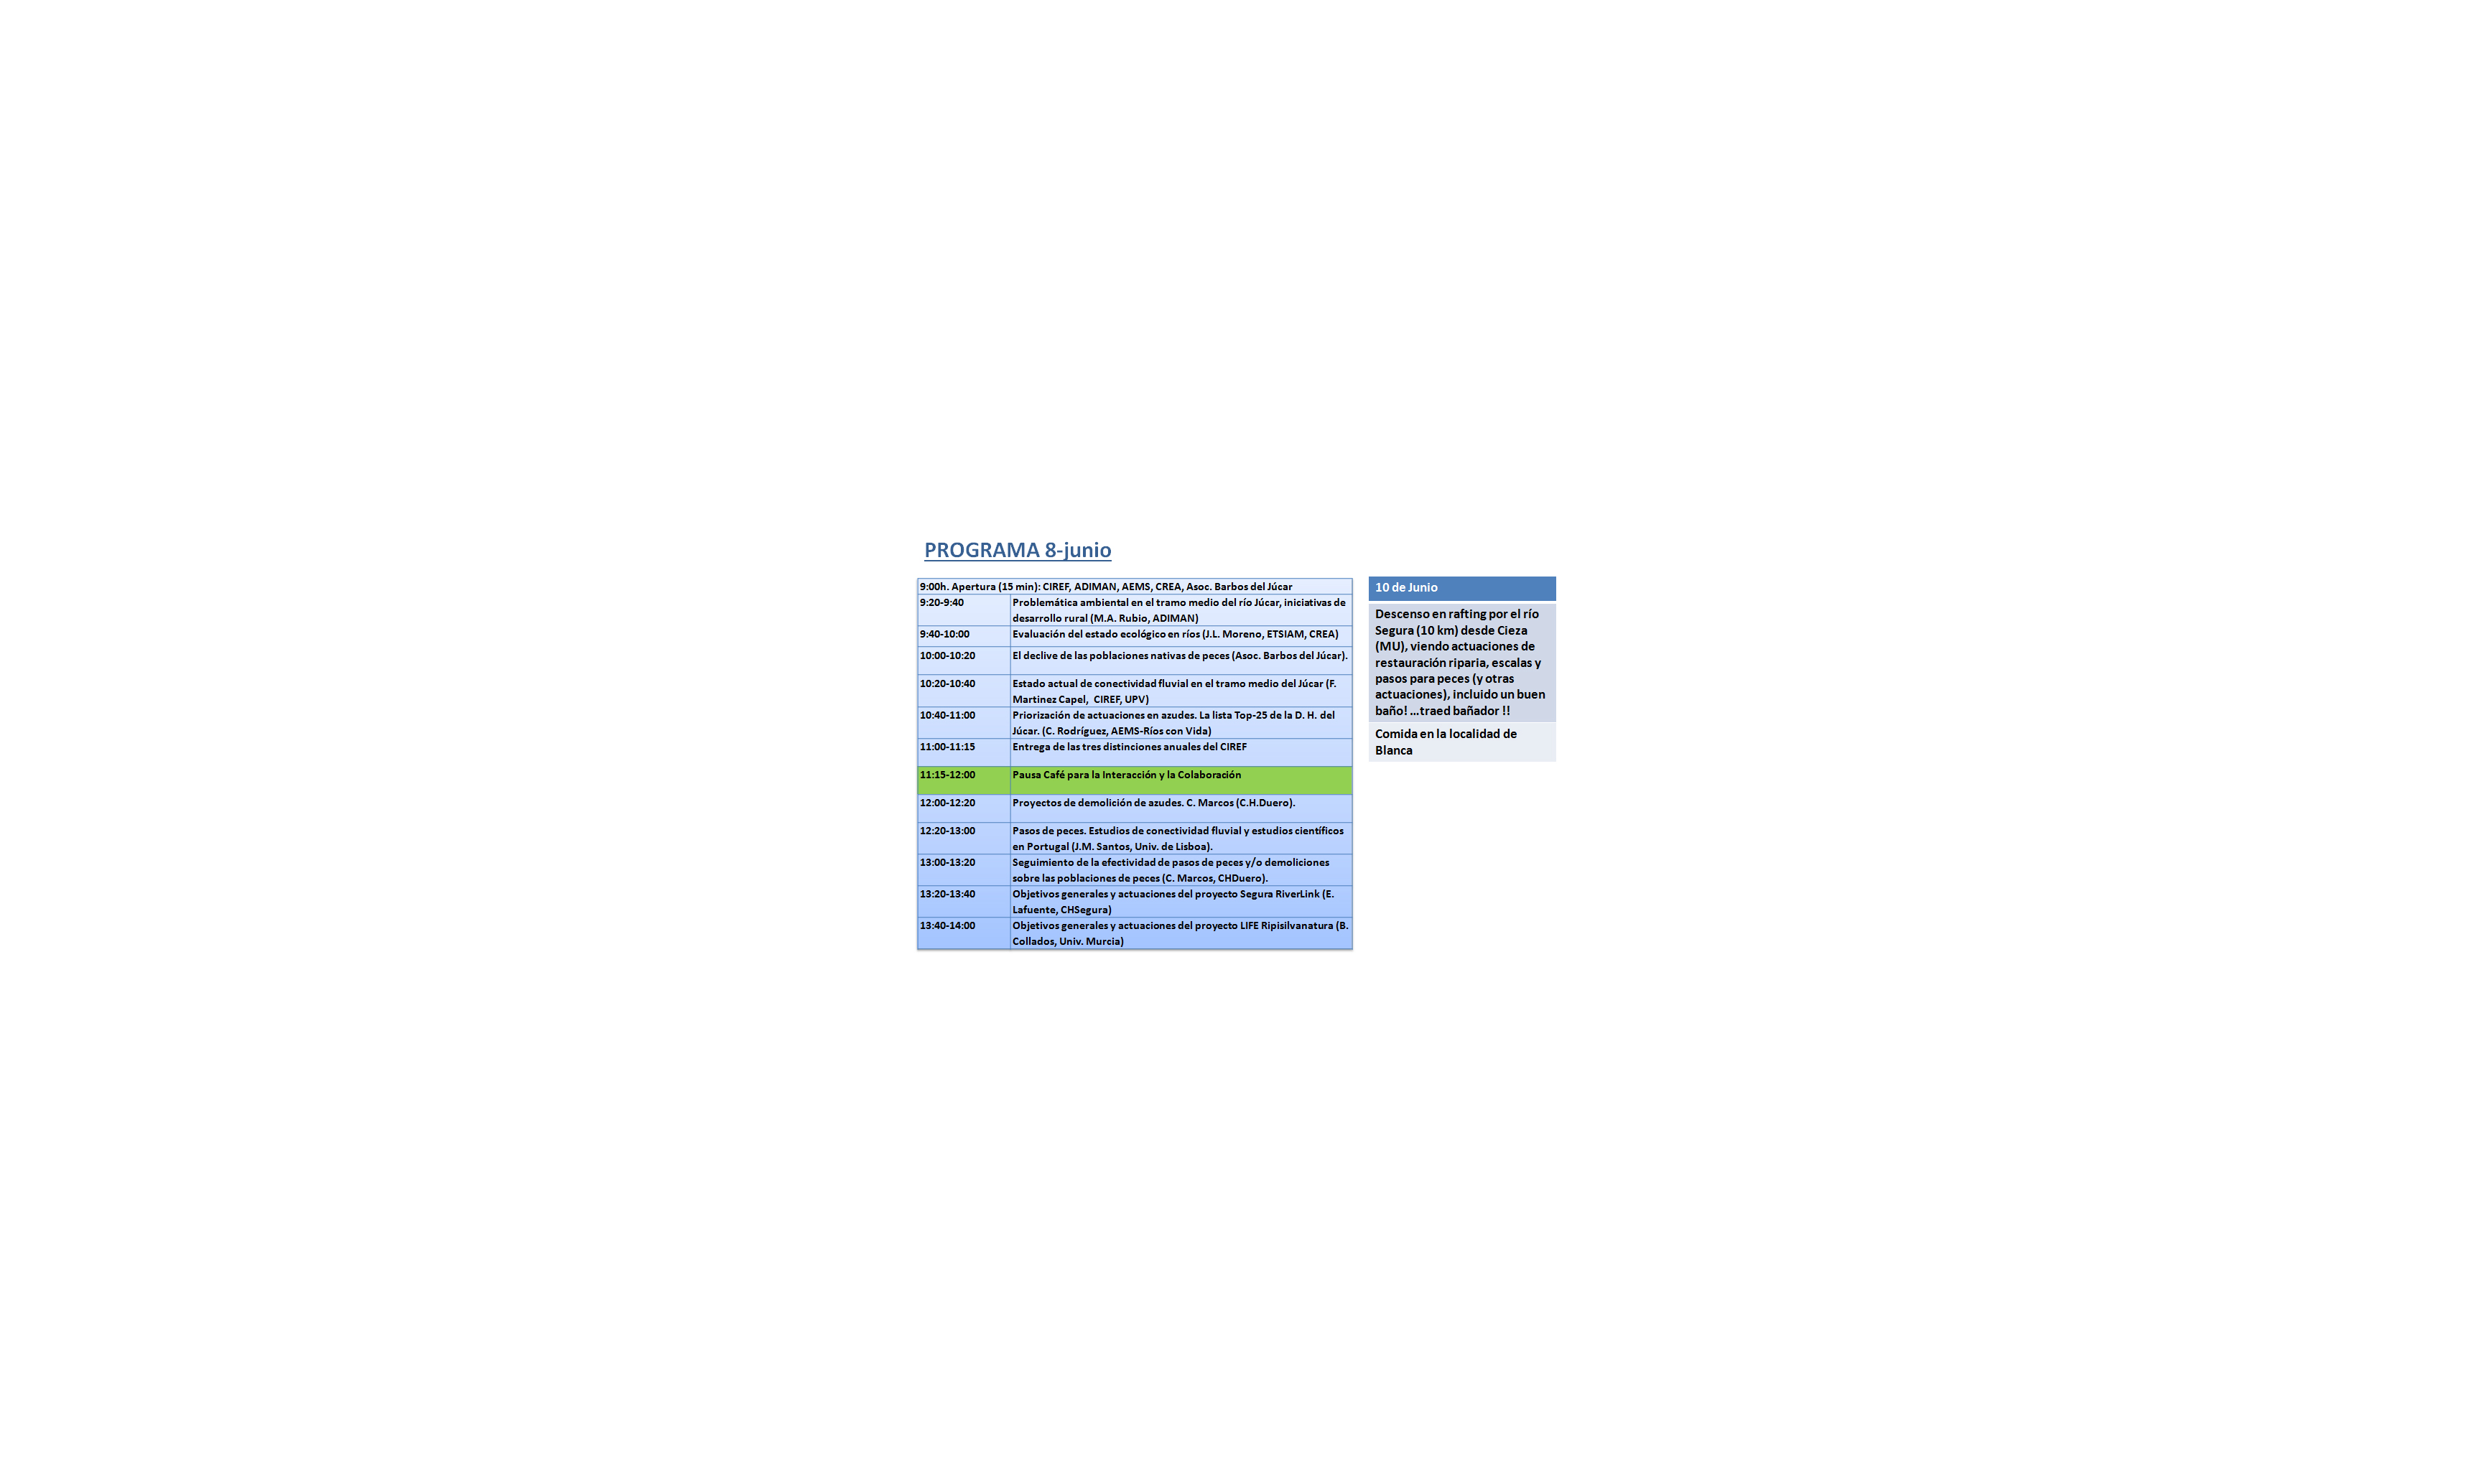 PROGRAMA 8-junio
9:00h. Apertura (15 min): CIREF, ADIMAN, AEMS, CREA, Asoc. Barbos del Júcar
9:20-9:40 Problemática ambiental en el tramo medio del río Júcar, iniciativas de
desarrollo rural (M.A. Rubio, ADIMAN)
9:40-10:00 Evaluación del estado ecológico en ríos (J.L. Moreno, ETSIAM, CREA)
10:00-10:20 El declive de las poblaciones nativas de peces (Asoc. Barbos del Júcar).
10:20-10:40 Estado actual de conectividad fluvial en el tramo medio del Júcar (F.
Martinez Capel, CIREF, UPV)
10:40-11:00 Priorización de actuaciones en azudes. La lista Top-25 de la D. H. del
Júcar. (C. Rodríguez, AEMS-Ríos con Vida)
11:00-11:15 Entrega de las tres distinciones anuales del CIREF
11:15-12:00 Pausa Café para la Interacción y la Colaboración
12:00-12:20 Proyectos de demolición de azudes. C. Marcos (C.H.Duero).
12:20-13:00 Pasos de peces. Estudios de conectividad fluvial y estudios científicos
en Portugal (J.M. Santos, Univ. de Lisboa).
13:00-13:20 Seguimiento de la efectividad de pasos de peces y/o demoliciones
sobre las poblaciones de peces (C. Marcos, CHDuero).
13:20-13:40 Objetivos generales y actuaciones del proyecto Segura RiverLink (E.
Lafuente, CHSegura)
13:40-14:00 Objetivos generales y actuaciones del proyecto LIFE Ripisilvanatura (B.
Collados, Univ. Murcia)
10 de Junio
Descenso en rafting por el río
Segura (10 km) desde Cieza
(MU), viendo actuaciones de
restauración riparia, escalas y
pasos para peces (y otras
actuaciones), incluido un buen
baño! ...traed bañador !!
Comida en la localidad de
Blanca